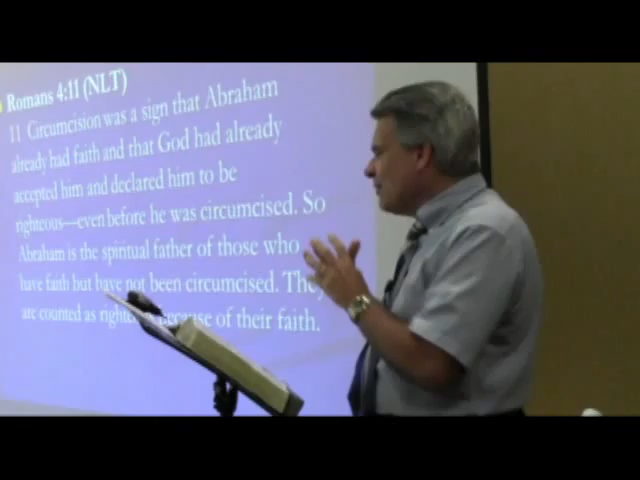 Romans 4:11 (NLT)
11 Circumcision was a sign that Abraham
already had faith and that God had already
accepted him and declared him to be
righteous—even before he was circumcised. So
Abraham is the spiritual father of those who
have faith but have not been circumcised. They
are counted as because of their faith.